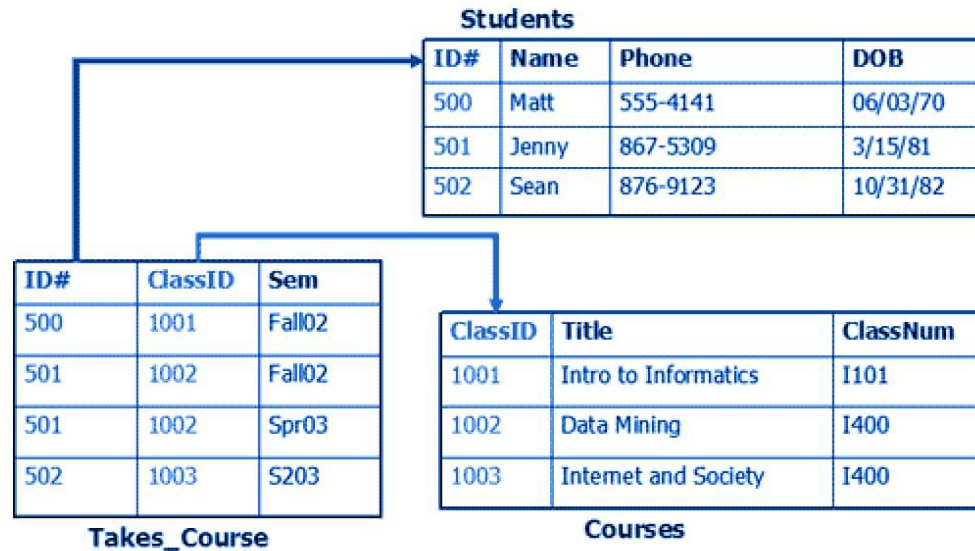 Students
ID# Name Phone DOB
500 Matt 555-4141 06/03/70
501 Jenny 867-5309 3/15/81
502 Sean 876-9123 10/31/82
ID# ClassID Sem
500 1001 Fall02
501 1002 Fall02
501 1002 Spr03
502 1003 S203
Takes_Course
ClassID Title ClassNum
1001 Intro to Informatics I101
1002 Data Mining I400
1003 Internet and Society I400
Courses